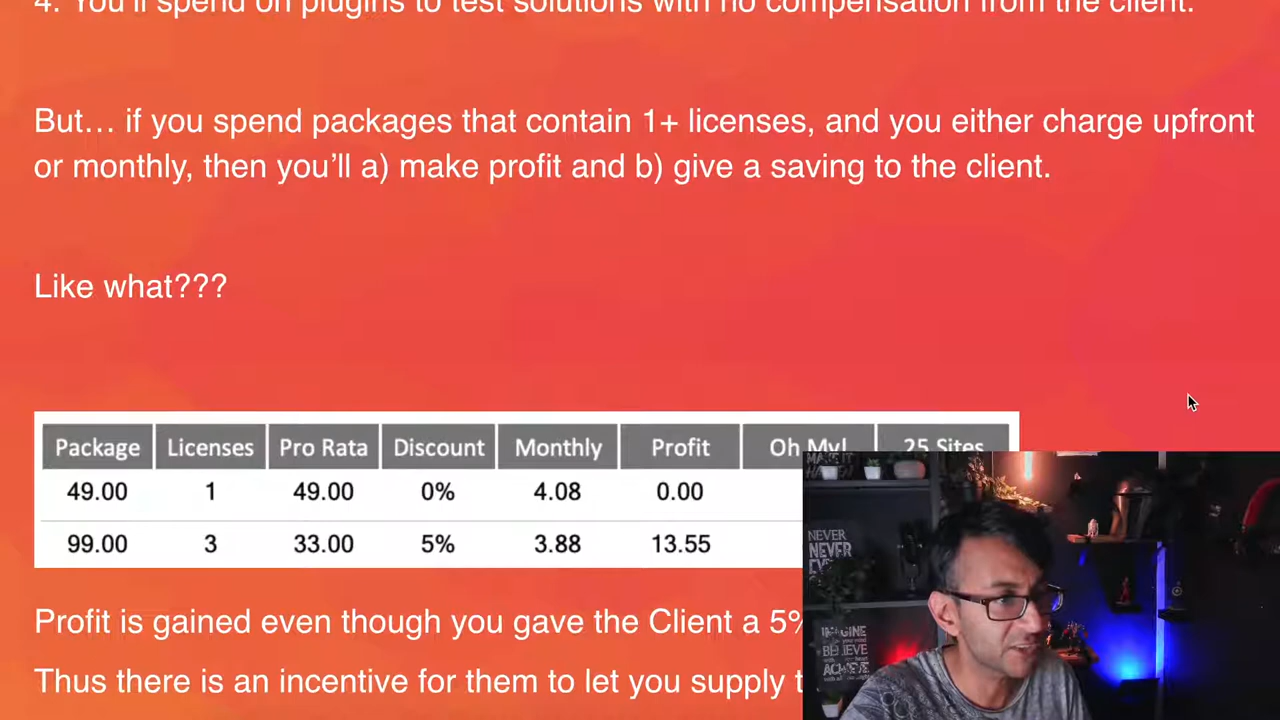 4. You'll spend on plugins to test solutions with no compensation from the client.
But… if you spend packages that contain 1+ licenses, and you either charge upfront
or monthly, then you'll a) make profit and b) give a saving to the client.
Like what???
Package Licenses Pro Rata Discount Monthly Profit Oh My! 25 Sites
49.00 1 49.00 0% 4.08 0.00
99.00 3 33.00 5% 3.88 13.55
Profit is gained even though you gave the Client a 5%
Thus there is an incentive for them to let you supply t
NEVER
NEVER
IMAGINE
BELIEVE
ACHIEVE